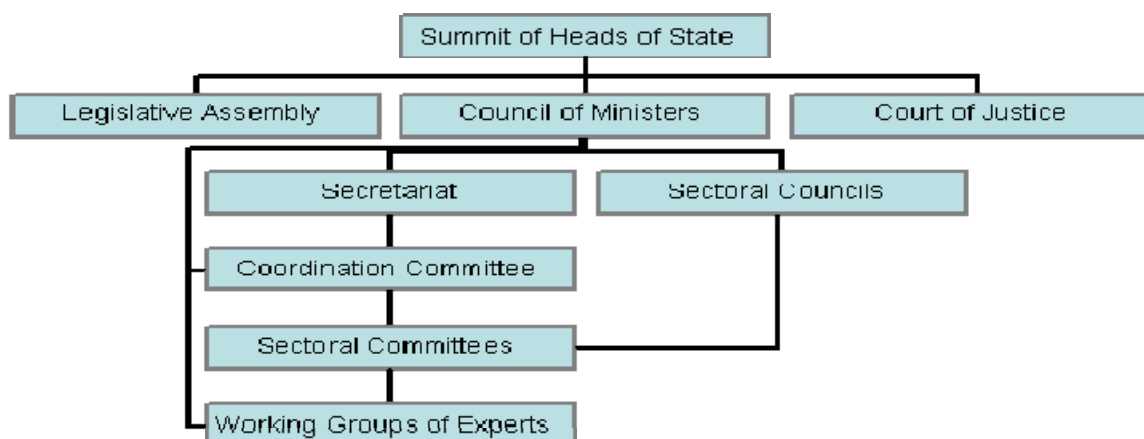 Summit of Heads of State
Legislative Assembly
Council of Ministers
Court of Justice
Secretariat
Sectoral Councils
Coordination Committee
Sectoral Committees
Working Groups of Experts